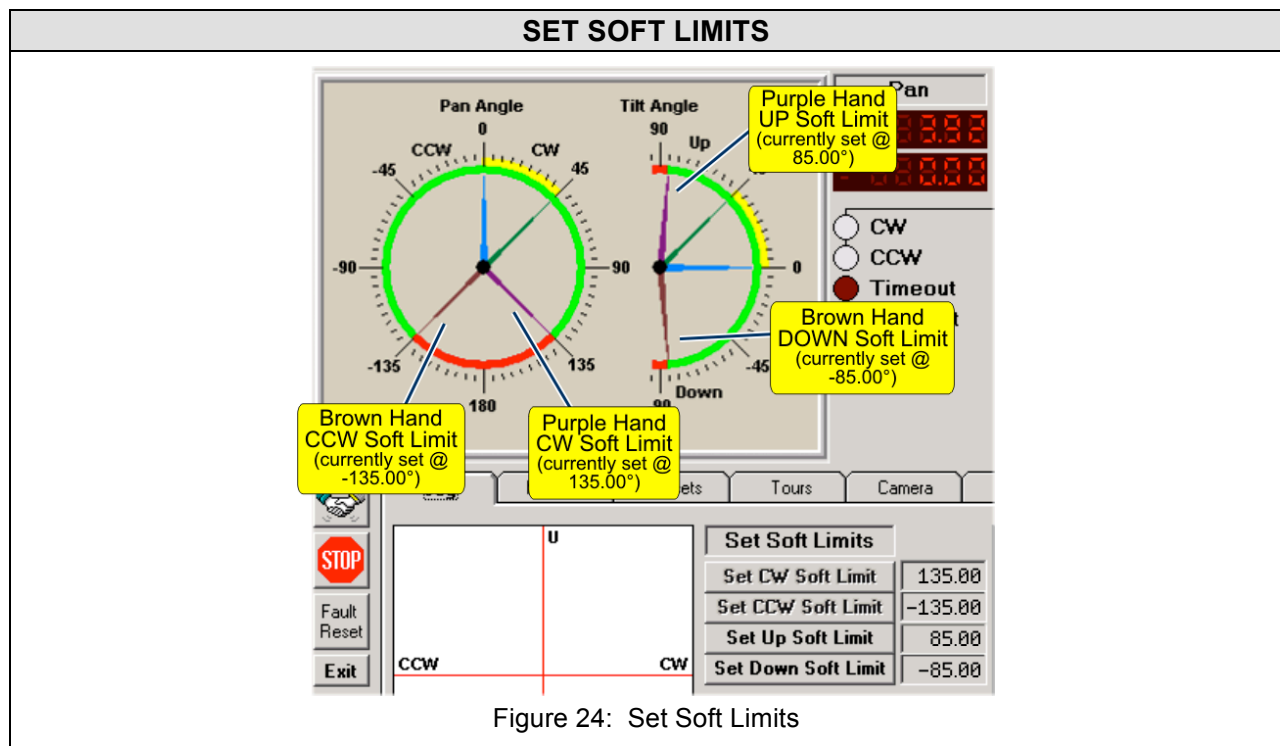 SET SOFT LIMITS
Pan Angle
0
CCW
CW
-45
45
-90
90
-135
135
180
Tilt Angle
90
Up
0
-45
Down
Purple Hand
UP Soft Limit
(currently set @
85.00°)
Brown Hand
DOWN Soft Limit
(currently set @
-85.00°)
Brown Hand
CCW Soft Limit
(currently set @
-135.00°)
Purple Hand
CW Soft Limit
(currently set @
135.00°)
CW
CCW
Timeout
Tours
Camera
STOP
Fault
Reset
Exit
U
CCW
CW
Set Soft Limits
Set CW Soft Limit 135.00
Set CCW Soft Limit -135.00
Set Up Soft Limit 85.00
Set Down Soft Limit -85.00
Figure 24: Set Soft Limits